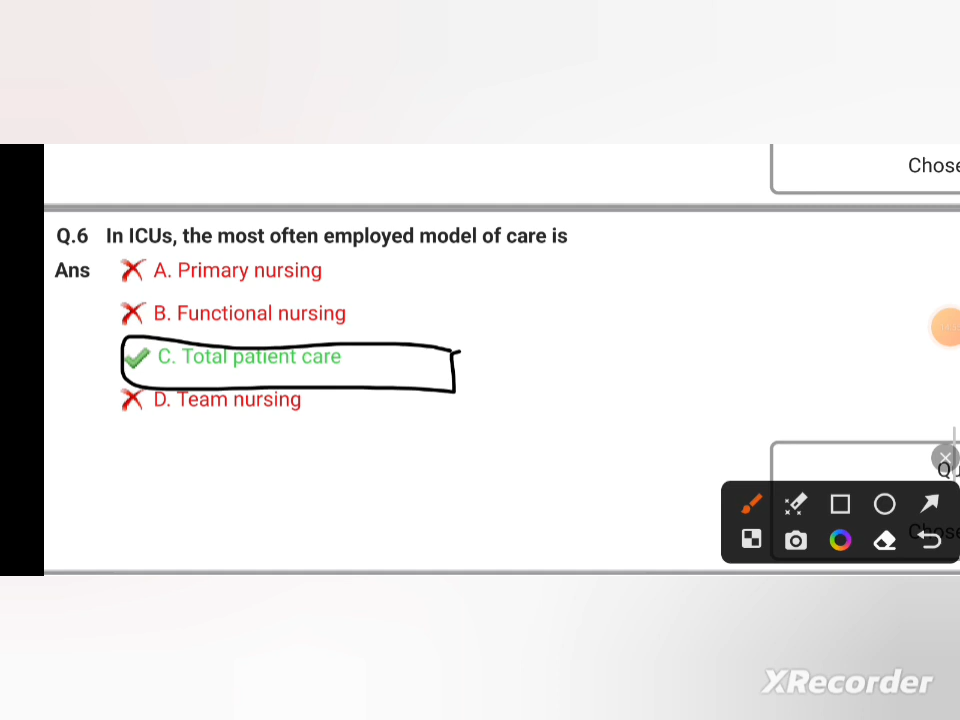 Chose
Q.6 In ICUs, the most often employed model of care is
Ans A. Primary nursing
B. Functional nursing
C. Total patient care
D. Team nursing
XRecorder